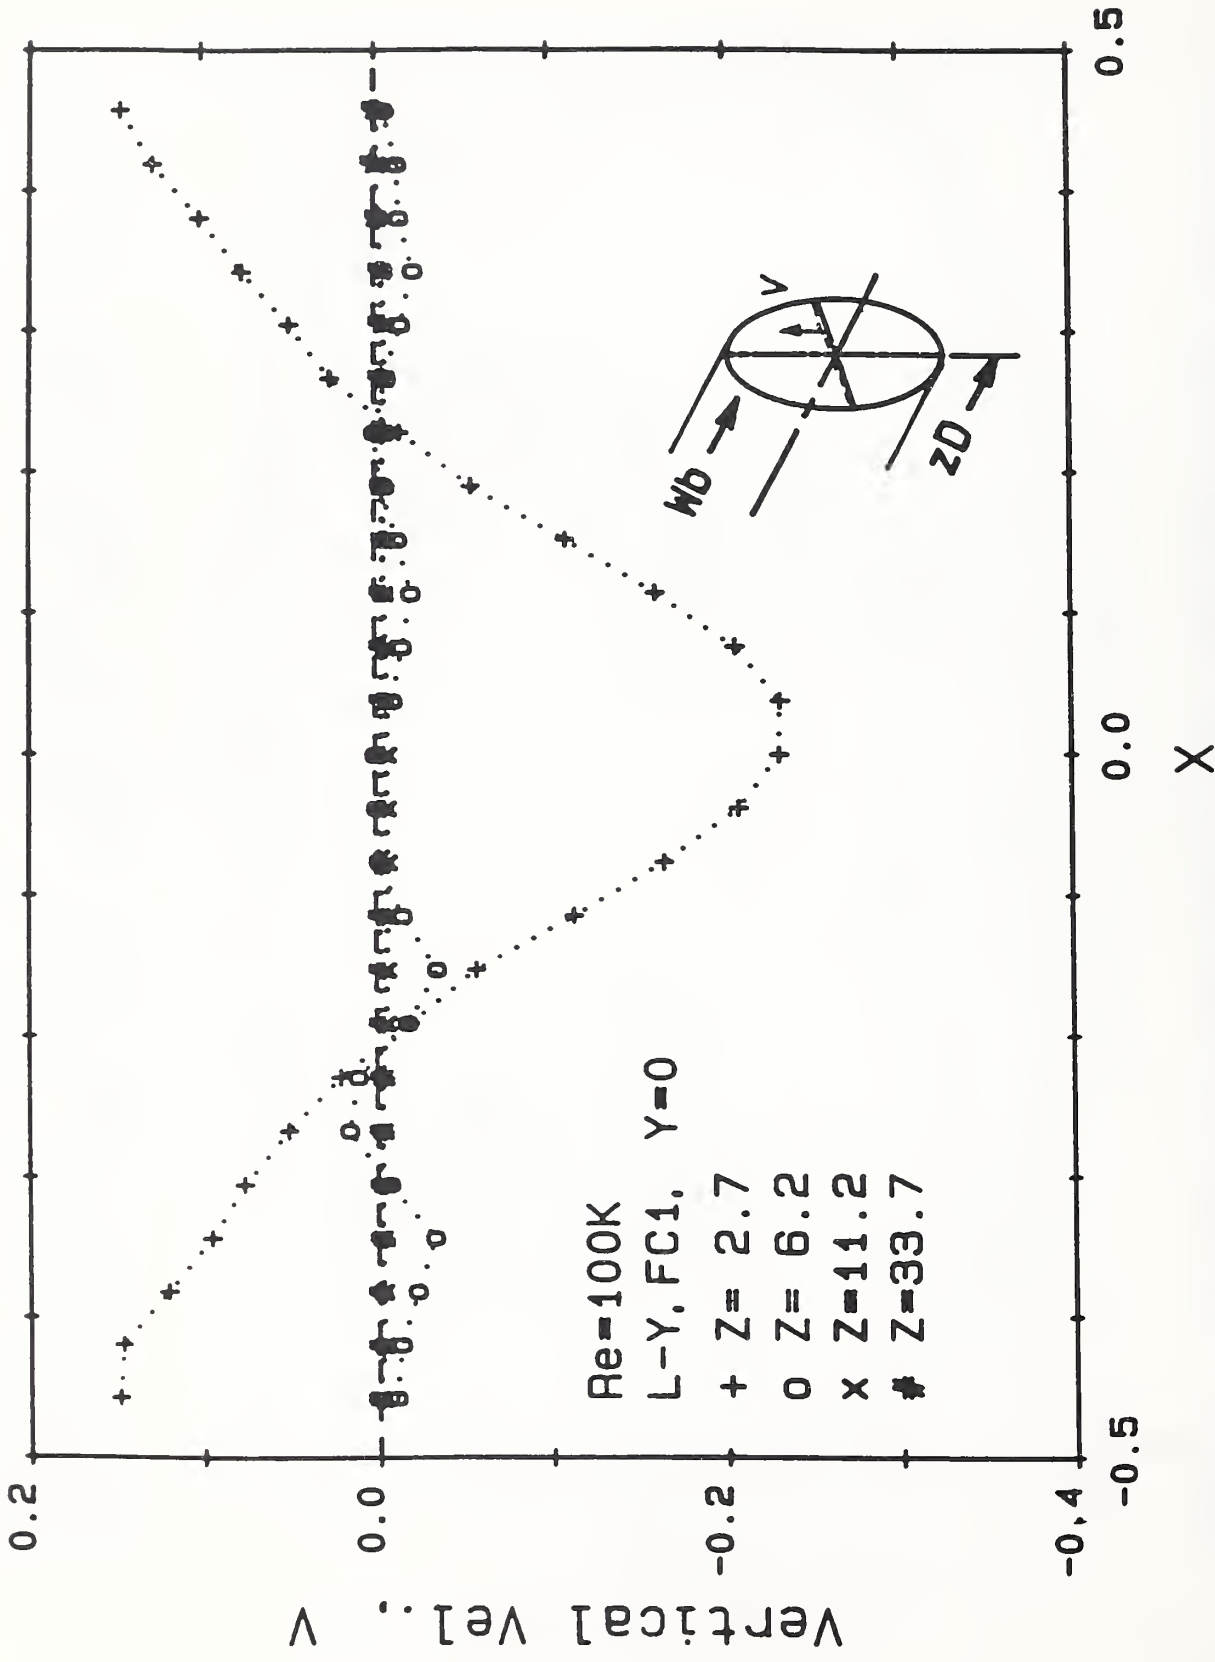 0.2
0.0
-0.2
-0.4
Vertical Vel., V
-0.5
0.0
0.5
X
Re=100K
L-Y, FC1, Y=0
+ Z= 2.7
o Z= 6.2
x Z=11.2
# Z=33.7
Wb
V
zD